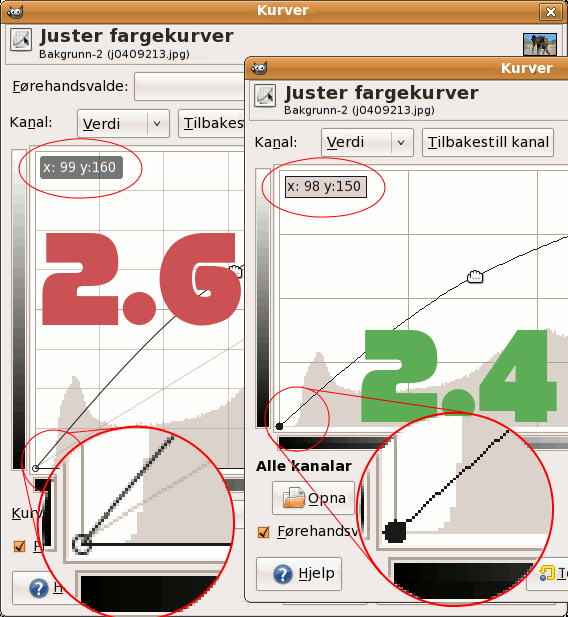 Kurver
Juster fargekurver
Bakgrunn-2 (j0409213.jpg)
Førehandsvalde:
Kanal:
Verdi
Tilbakes
x: 99 y:160
2.6
Kurver
Juster fargekurver
Bakgrunn-2 (j0409213.jpg)
Kanal:
Verdi
Tilbakestill kanal
x: 98 y:150
2.4
Alle kanalar
Opna
Førehandsv
Hjelp